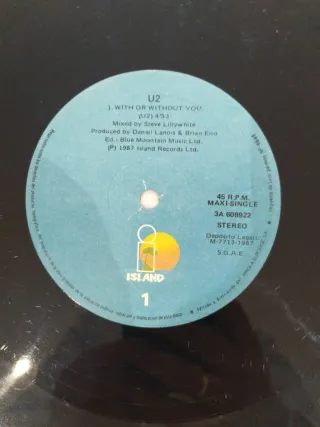 U2
1. WITH OR WITHOUT YOU
(U2) 4'52
Mixed by Steve Lillywhite
Produced by Daniel Lanois & Brian Eno
Ed.- Blue Mountain Music Ltd.
(P) 1987 Island Records Ltd.
45 R.P.M.
MAXI-SINGLE
3A 608922
STEREO
Depósito Legal:
M-7713-1987
S.G.A.E.
ISLAND
1